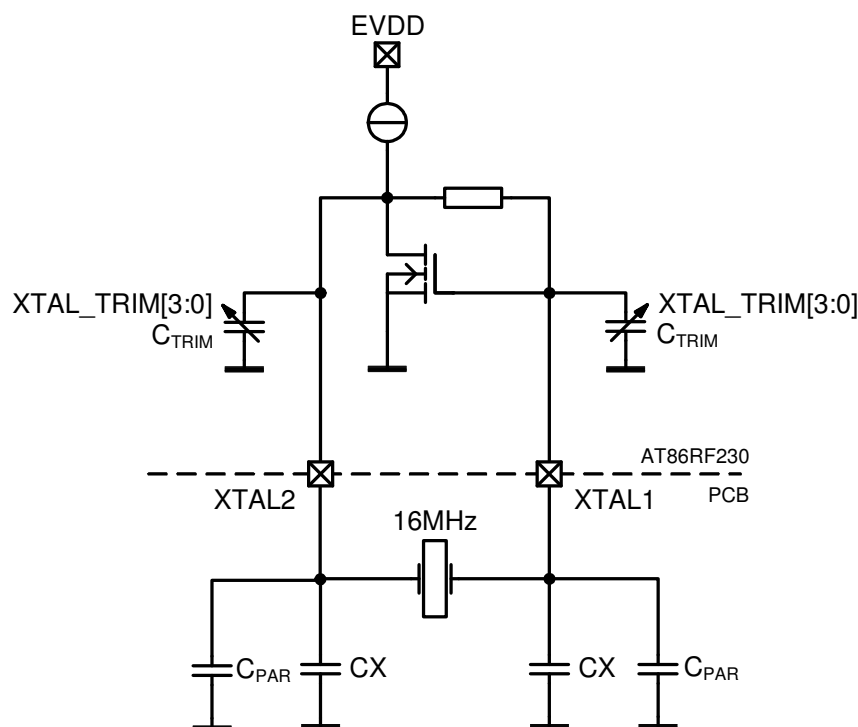 EVDD
XTAL_TRIM[3:0]
CTRIM
XTAL_TRIM[3:0]
CTRIM
AT86RF230
XTAL2
XTAL1
PCB
16MHz
CPAR
CX
CX
CPAR